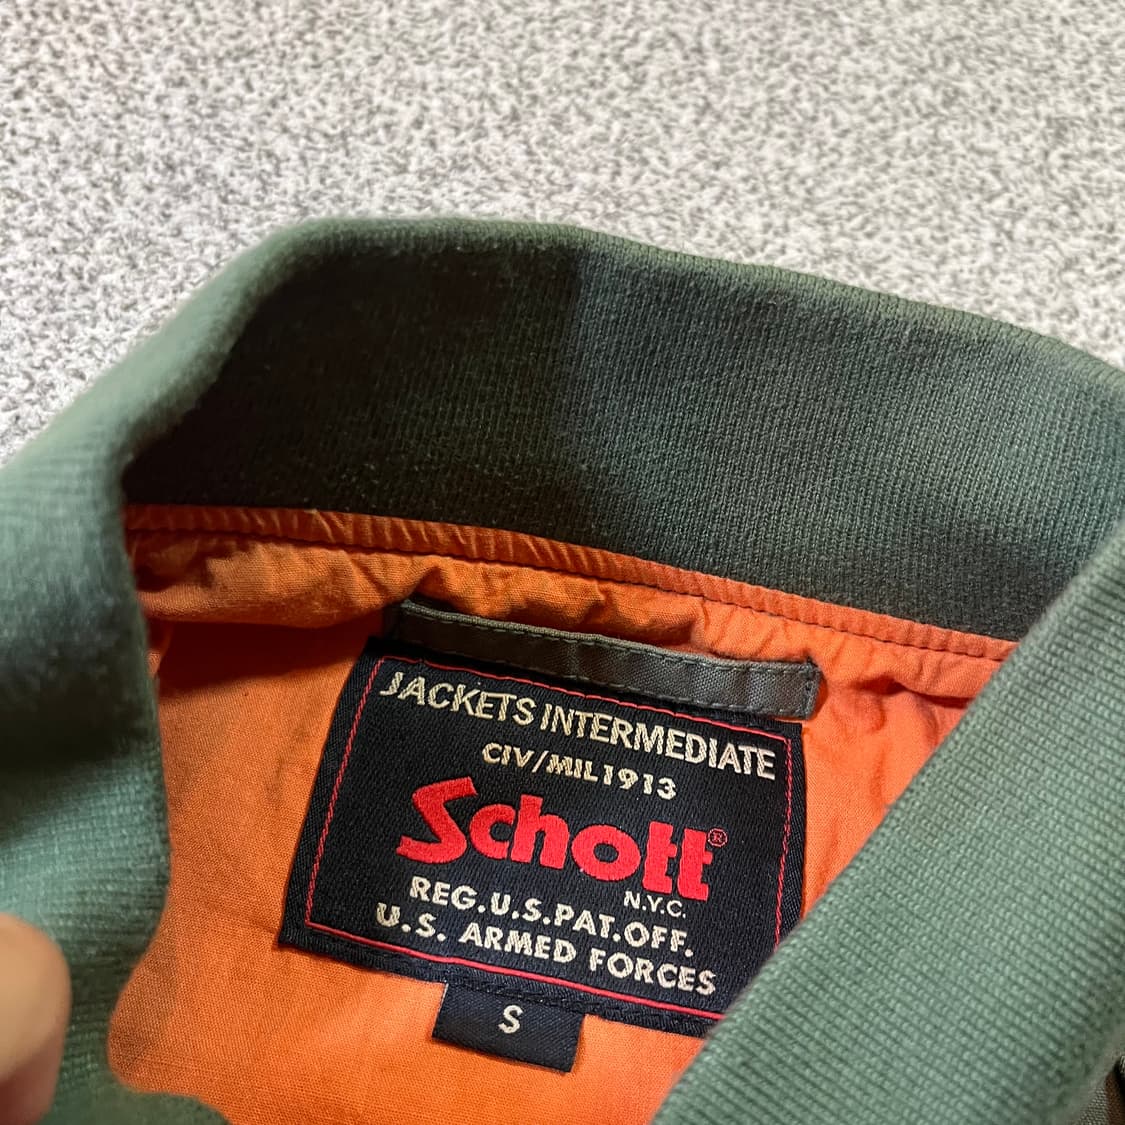 JACKETS INTERMEDIATE
CIV/MIL1913
Schott®
N.Y.C.
REG.U.S.PAT.OFF.
U.S. ARMED FORCES
S